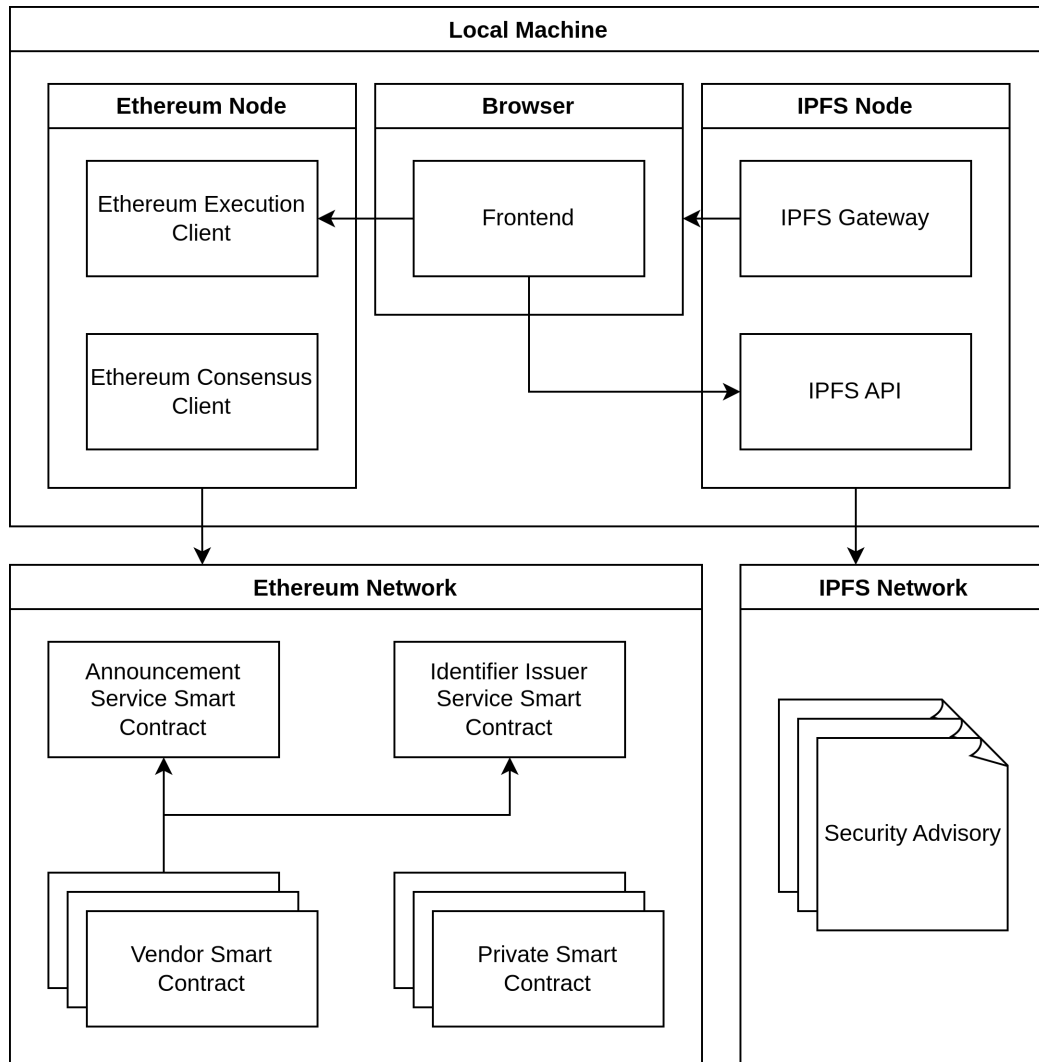 Local Machine
Ethereum Node
Browser
IPFS Node
Ethereum Execution
Client
Frontend
IPFS Gateway
Ethereum Consensus
Client
IPFS API
Ethereum Network
IPFS Network
Announcement
Service Smart
Contract
Identifier Issuer
Service Smart
Contract
Security Advisory
Vendor Smart
Contract
Private Smart
Contract